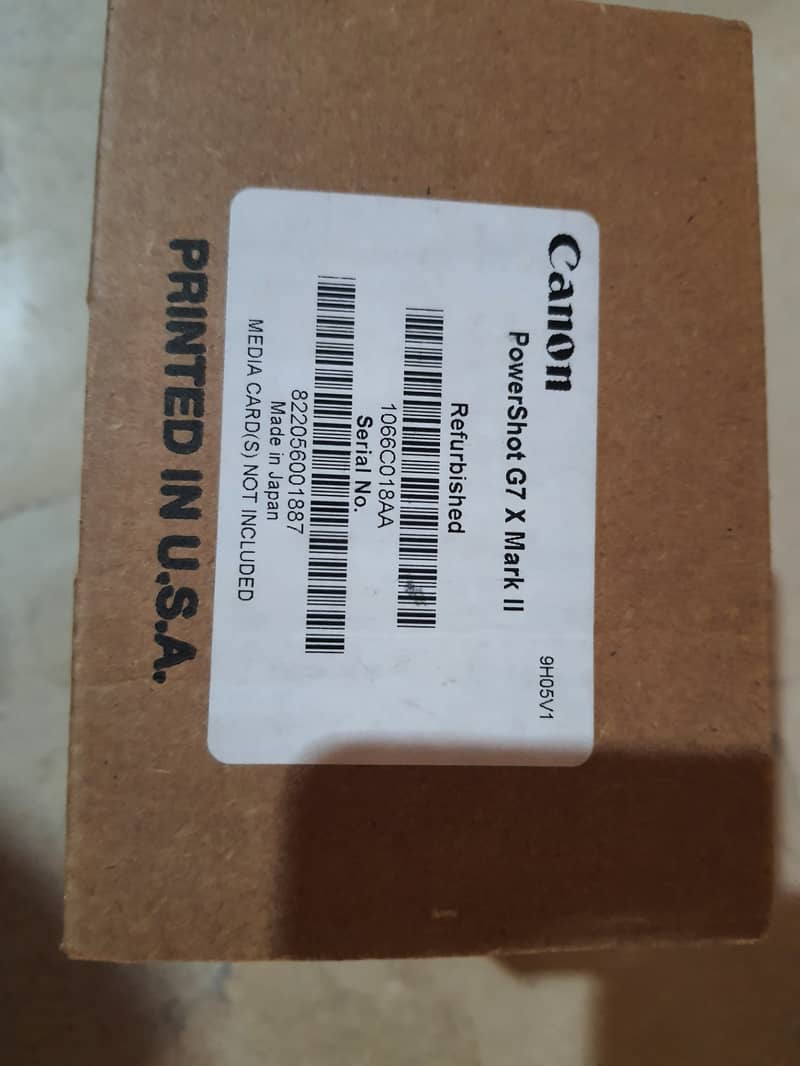 Canon
9H05V1
PowerShot G7 X Mark II
Refurbished
1066C018AA
Serial No.
822056001887
Made in Japan
MEDIA CARD(S) NOT INCLUDED
PRINTED IN U.S.A.